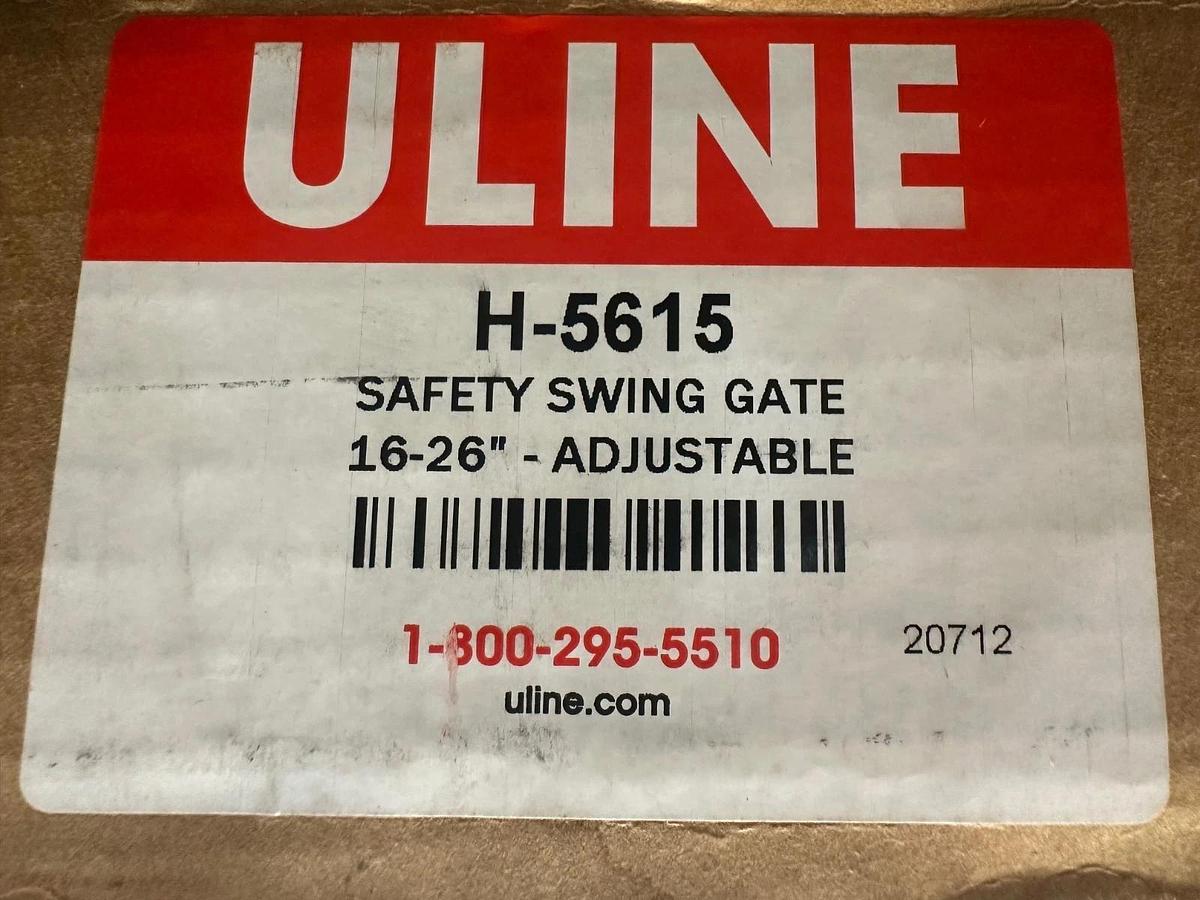 ULINE
H-5615
SAFETY SWING GATE
16-26" - ADJUSTABLE
1-800-295-5510
20712
uline.com